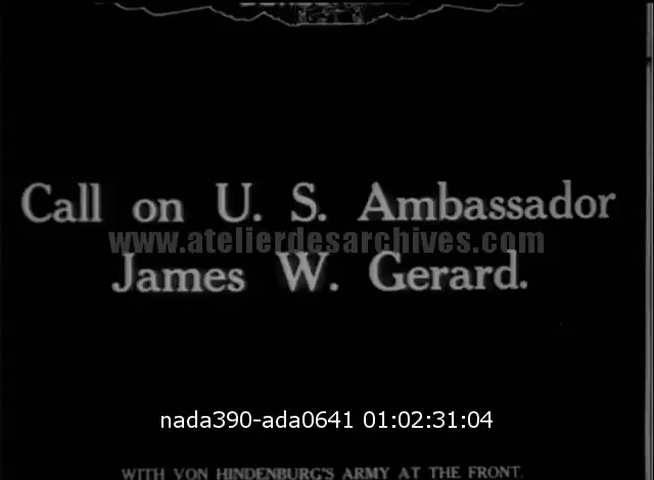 Call on U. S. Ambassador
www.atelierdesarchives.com
James W. Gerard.
nada390-ada0641 01:02:31:04
WITH VON HINDENBURG'S ARMY AT THE FRONT.